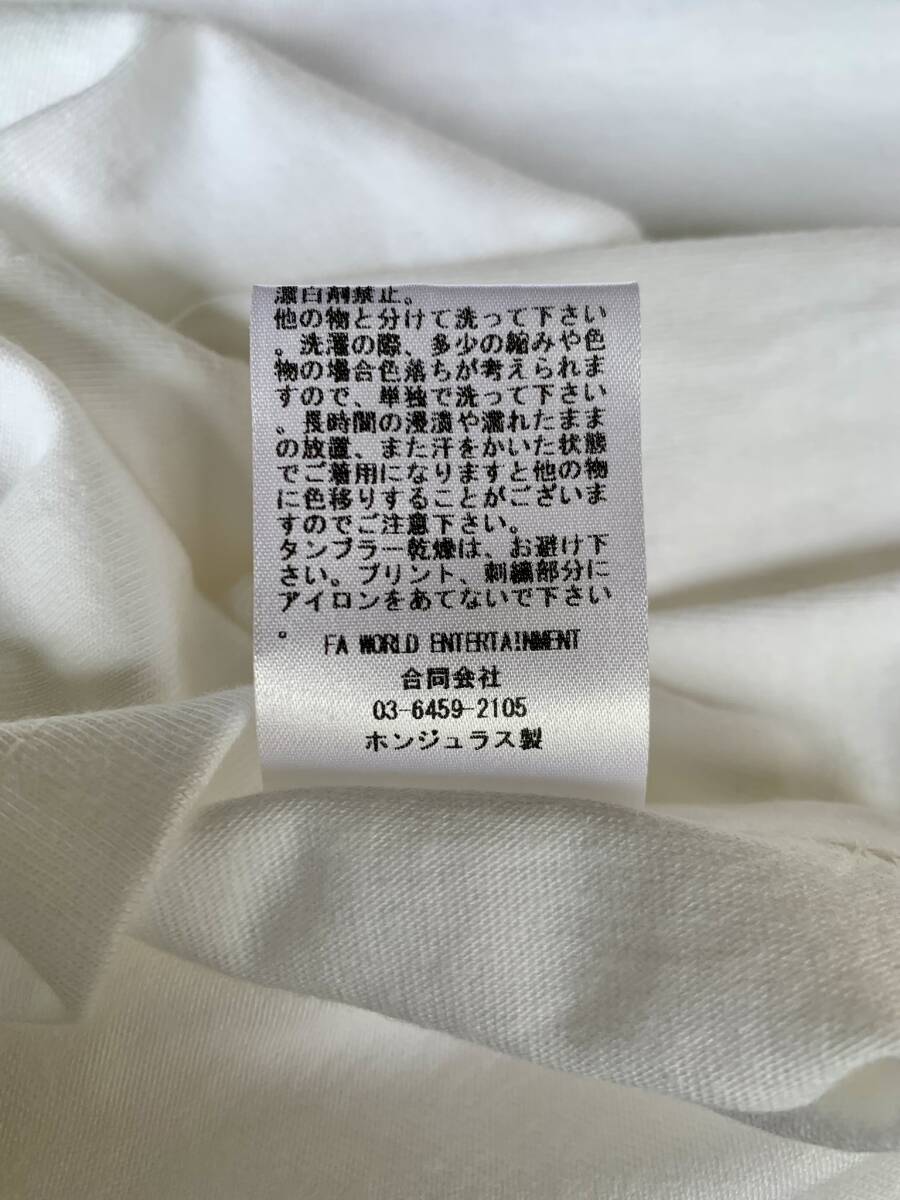 漂白剤禁止。
他の物と分けて洗って下さい
。洗濯の際、多少の縮みや色
物の場合色落ちが考えられま
すので、単独で洗って下さい
。長時間の浸漬や濡れたまま
の放置、また汗をかいた状態
でご着用になりますと他の物
に色移りすることがございま
すのでご注意下さい。
タンブラー乾燥は、お避け下
さい。プリント、刺繍部分に
アイロンをあてないで下さい
。
FA WORLD ENTERTAINMENT
合同会社
03-6459-2105
ホンジュラス製